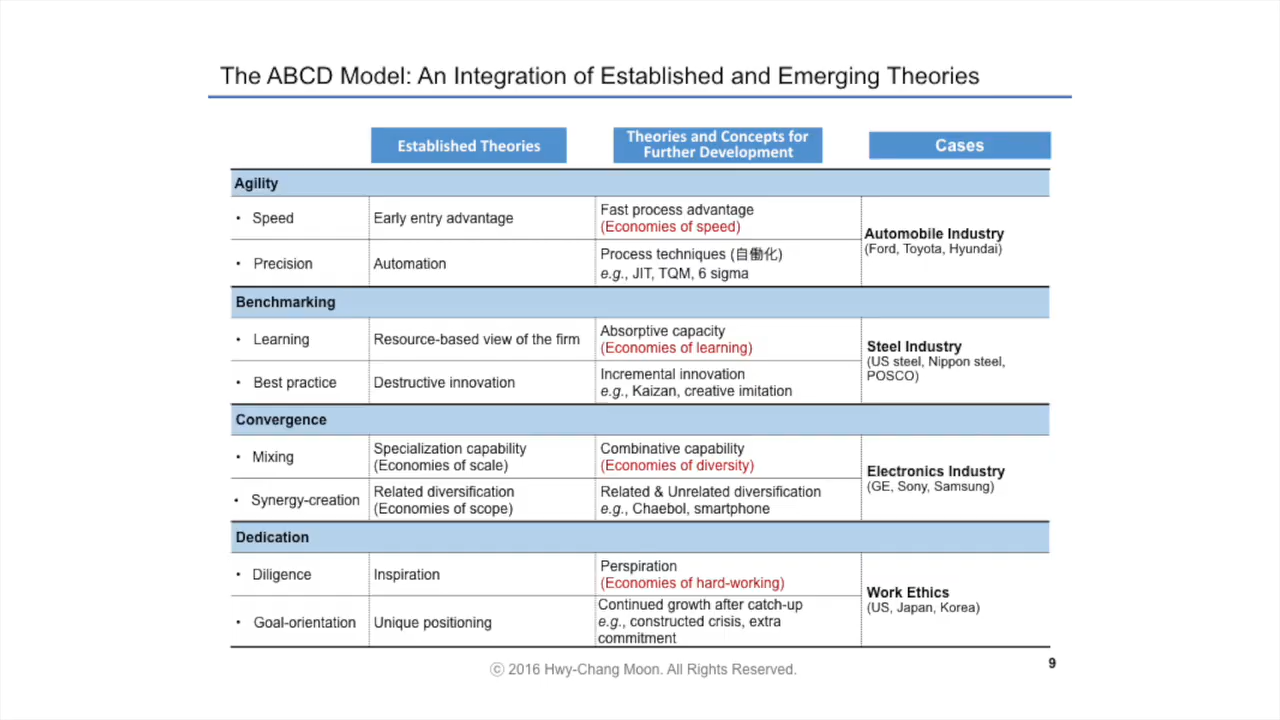 The ABCD Model: An Integration of Established and Emerging Theories
Established Theories
Theories and Concepts for
Further Development
Cases
Agility
• Speed
Early entry advantage
Fast process advantage
(Economies of speed)
Automobile Industry
(Ford, Toyota, Hyundai)
• Precision
Automation
Process techniques (自働化)
e.g., JIT, TQM, 6 sigma
Benchmarking
• Learning
Resource-based view of the firm
Absorptive capacity
(Economies of learning)
Steel Industry
(US steel, Nippon steel,
POSCO)
• Best practice
Destructive innovation
Incremental innovation
e.g., Kaizan, creative imitation
Convergence
• Mixing
Specialization capability
(Economies of scale)
Combinative capability
(Economies of diversity)
Electronics Industry
(GE, Sony, Samsung)
• Synergy-creation
Related diversification
(Economies of scope)
Related & Unrelated diversification
e.g., Chaebol, smartphone
Dedication
• Diligence
Inspiration
Perspiration
(Economies of hard-working)
Work Ethics
(US, Japan, Korea)
• Goal-orientation
Unique positioning
Continued growth after catch-up
e.g., constructed crisis, extra
commitment
ⓒ 2016 Hwy-Chang Moon. All Rights Reserved.
9